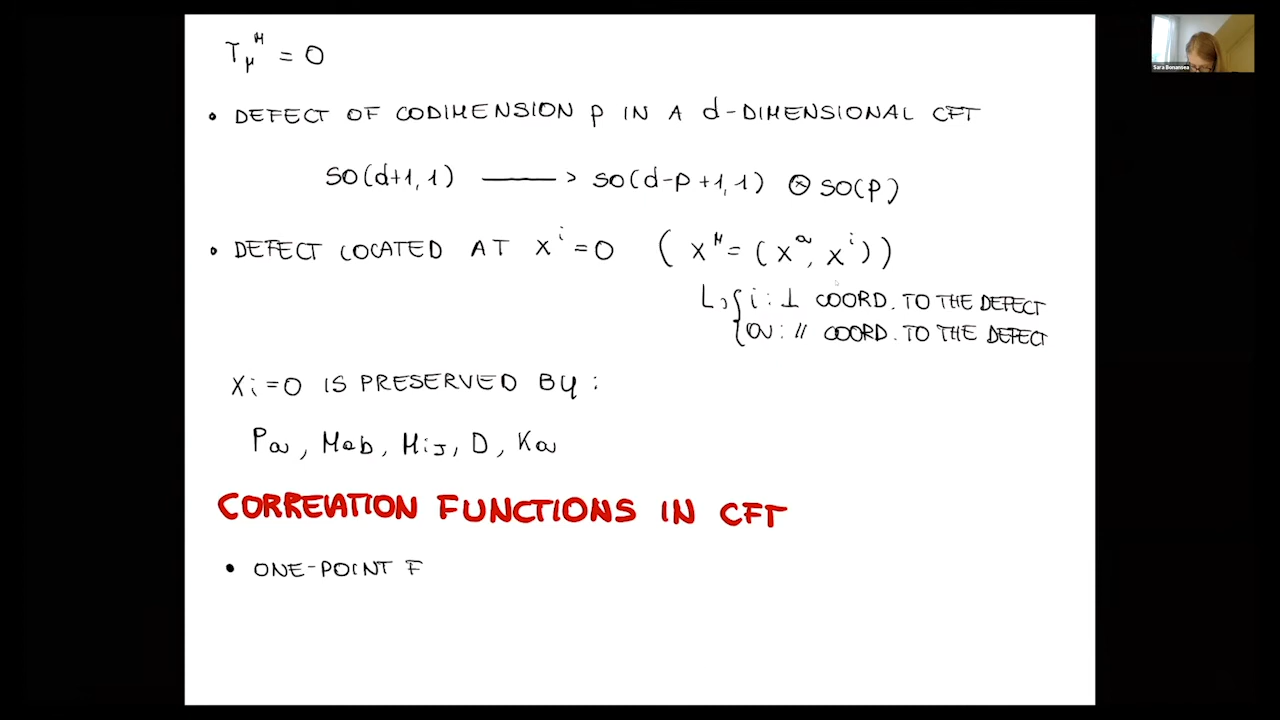 T_μ^μ = 0
• DEFECT OF CODIMENSION p IN A d-DIMENSIONAL CFT
SO(d+1,1) ⟶ SO(d-p+1,1) ⊗ SO(p)
• DEFECT LOCATED AT x^i = 0 ( x^μ = (x^a, x^i) )
↳ { i : ⊥ COORD. TO THE DEFECT
a : // COORD. TO THE DEFECT
x_i = 0 IS PRESERVED BY :
P_a, M_ab, M_ij, D, K_a
CORRELATION FUNCTIONS IN CFT
• ONE-POINT F
Sara Bonansea